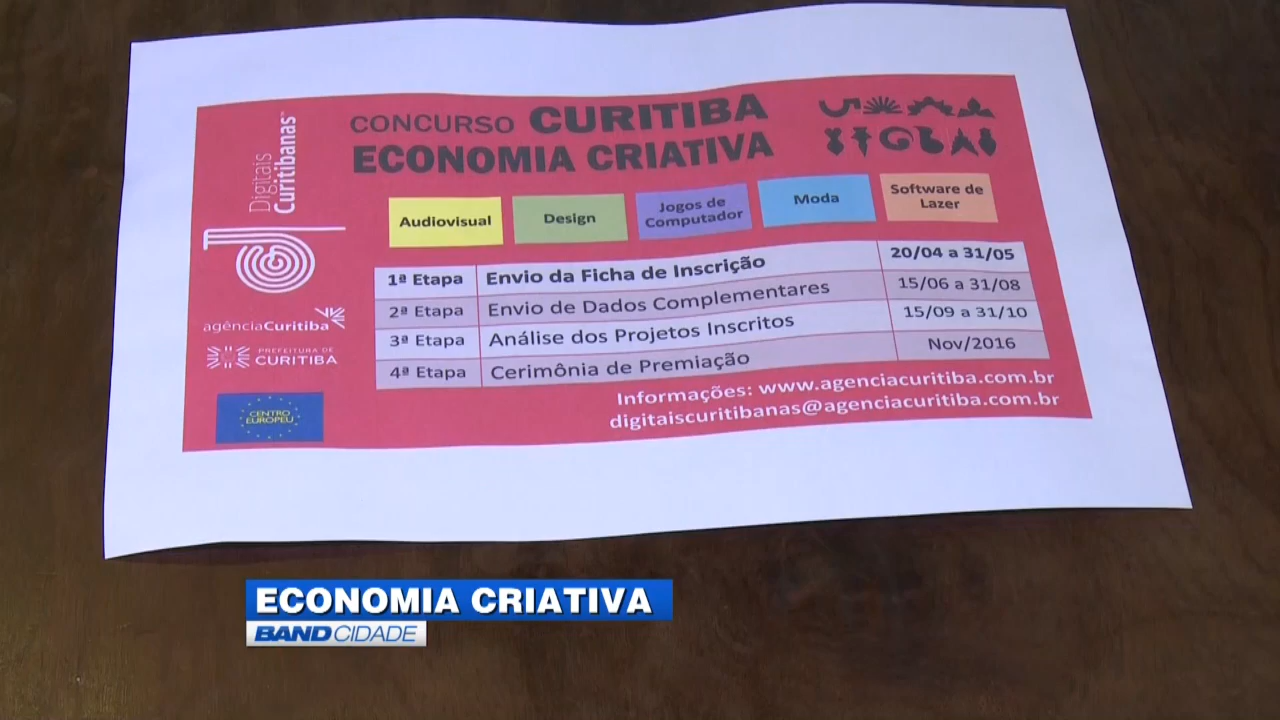 CONCURSO CURITIBA
ECONOMIA CRIATIVA
Digitais
Curitibanas
agênciaCuritiba
PREFEITURA DE
CURITIBA
CENTRO
EUROPEU
Audiovisual
Design
Jogos de
Computador
Moda
Software de
Lazer
1ª Etapa Envio da Ficha de Inscrição 20/04 a 31/05
2ª Etapa Envio de Dados Complementares 15/06 a 31/08
3ª Etapa Análise dos Projetos Inscritos 15/09 a 31/10
4ª Etapa Cerimônia de Premiação Nov/2016
Informações: www.agenciacuritiba.com.br
digitaiscuritibanas@agenciacuritiba.com.br
ECONOMIA CRIATIVA
BAND CIDADE